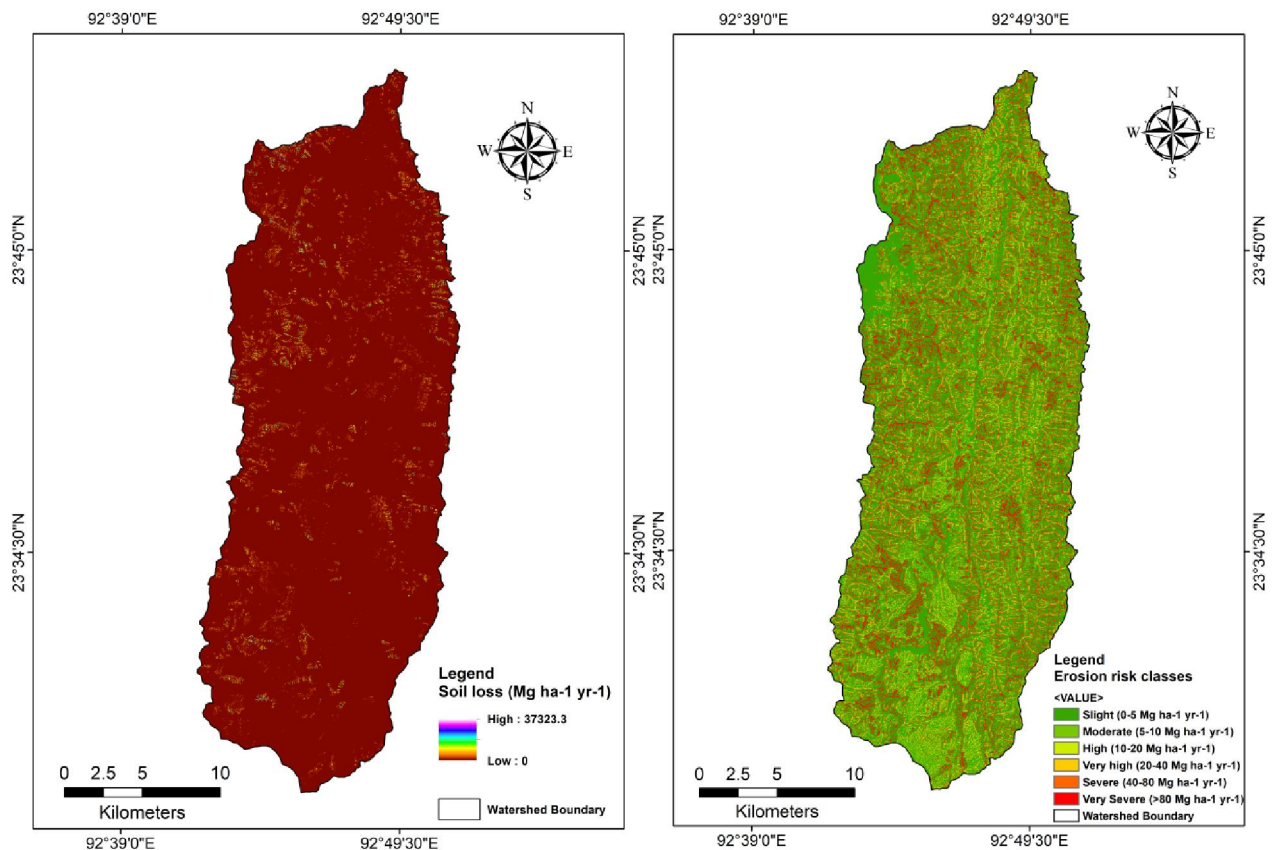 92°39'0"E
92°49'30"E
N
W
E
S
23°45'0"N
23°34'30"N
Legend
Soil loss (Mg ha-1 yr-1)
High : 37323.3
Low : 0
Watershed Boundary
0 2.5 5 10
Kilometers
92°39'0"E
92°49'30"E
92°39'0"E
92°49'30"E
N
W
E
S
23°45'0"N
23°45'0"N
23°34'30"N
23°34'30"N
Legend
Erosion risk classes
<VALUE>
Slight (0-5 Mg ha-1 yr-1)
Moderate (5-10 Mg ha-1 yr-1)
High (10-20 Mg ha-1 yr-1)
Very high (20-40 Mg ha-1 yr-1)
Severe (40-80 Mg ha-1 yr-1)
Very Severe (>80 Mg ha-1 yr-1)
Watershed Boundary
0 2.5 5 10
Kilometers
92°39'0"E
92°49'30"E